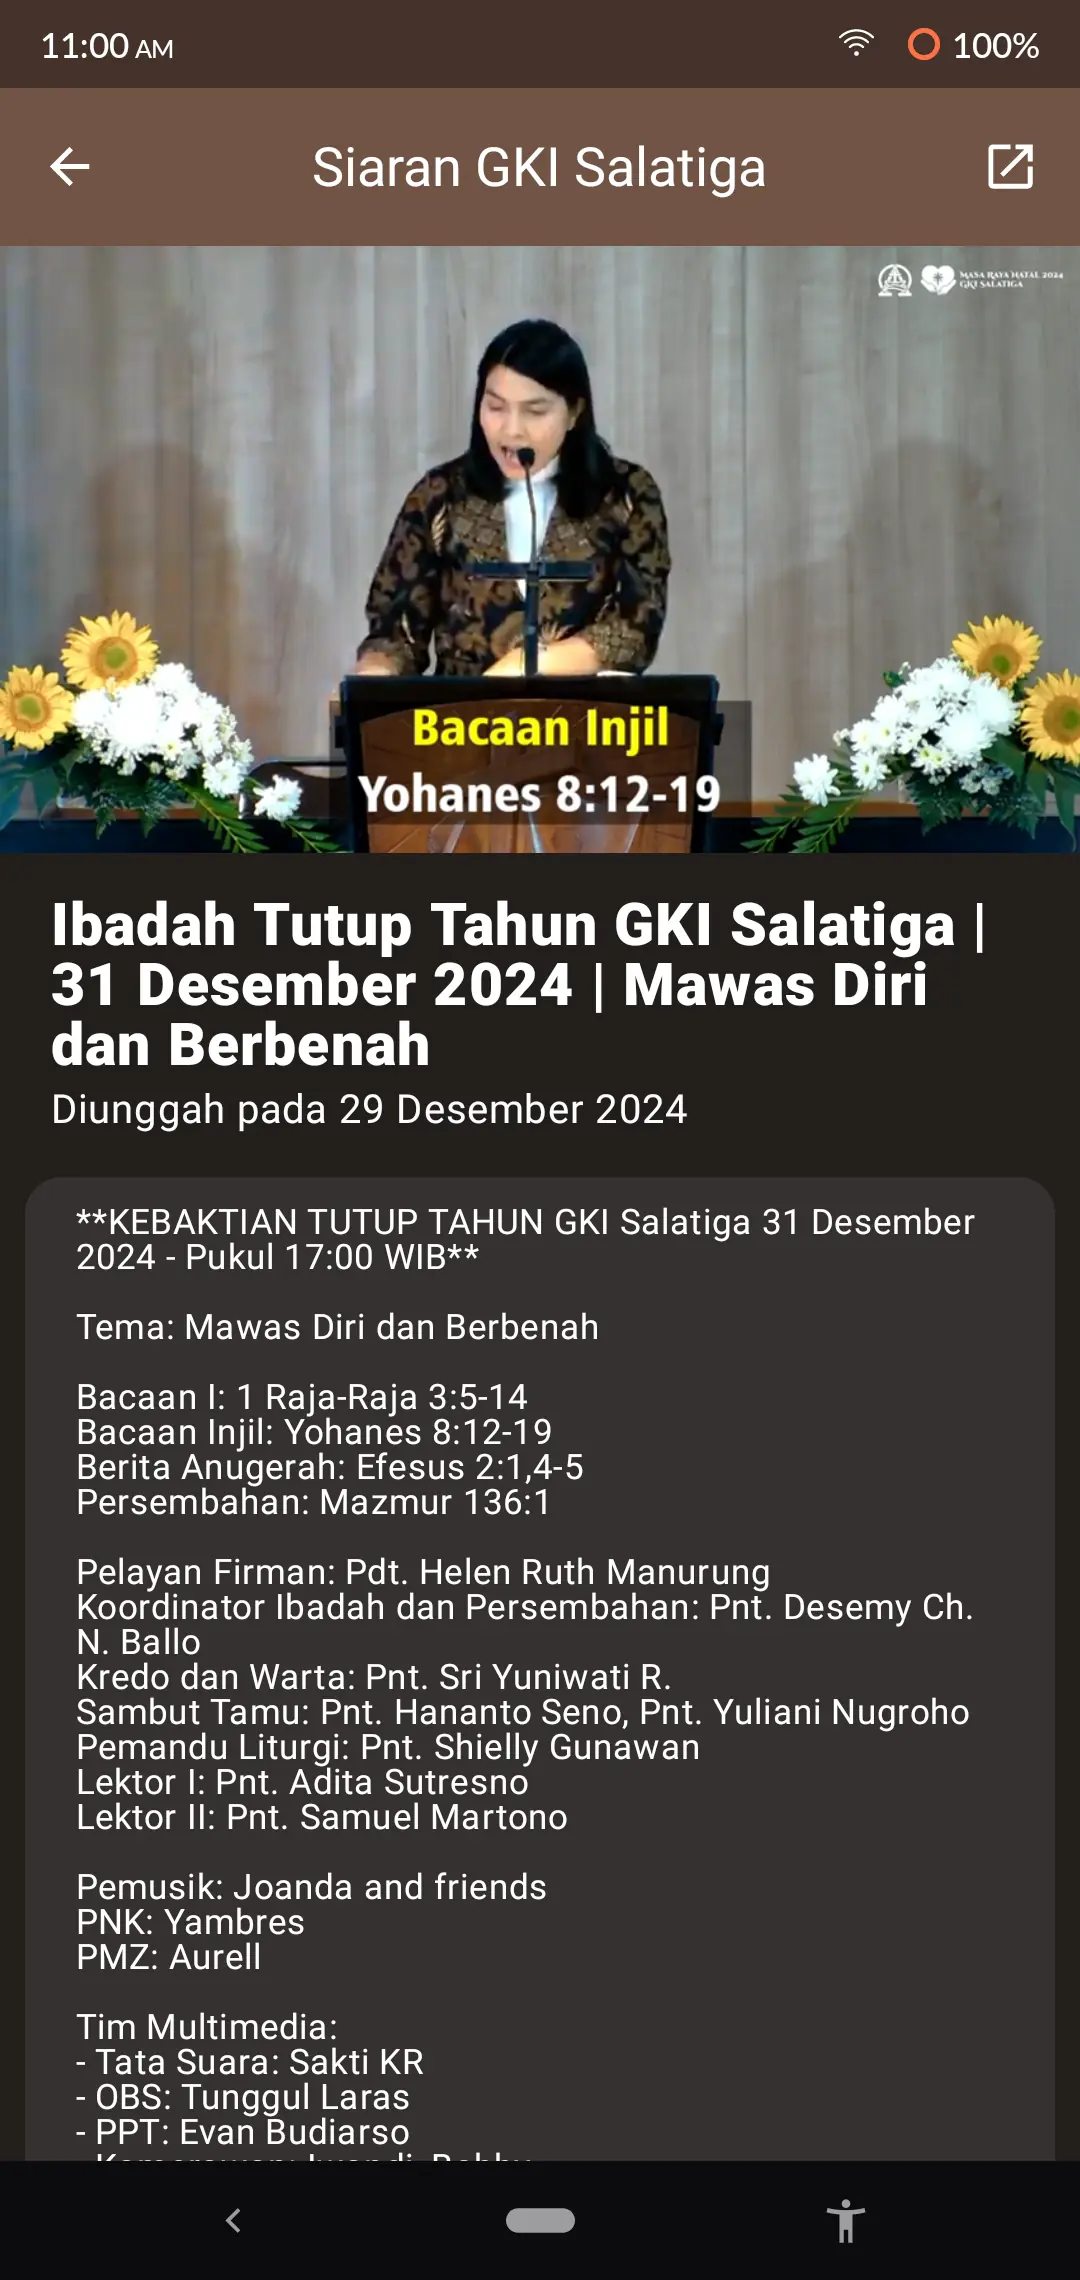 11:00 AM
100%
Siaran GKI Salatiga
MASA RAYA NATAL 2024
GKI SALATIGA
Bacaan Injil
Yohanes 8:12-19
Ibadah Tutup Tahun GKI Salatiga |
31 Desember 2024 | Mawas Diri
dan Berbenah
Diunggah pada 29 Desember 2024
**KEBAKTIAN TUTUP TAHUN GKI Salatiga 31 Desember
2024 - Pukul 17:00 WIB**
Tema: Mawas Diri dan Berbenah
Bacaan I: 1 Raja-Raja 3:5-14
Bacaan Injil: Yohanes 8:12-19
Berita Anugerah: Efesus 2:1,4-5
Persembahan: Mazmur 136:1
Pelayan Firman: Pdt. Helen Ruth Manurung
Koordinator Ibadah dan Persembahan: Pnt. Desemy Ch.
N. Ballo
Kredo dan Warta: Pnt. Sri Yuniwati R.
Sambut Tamu: Pnt. Hananto Seno, Pnt. Yuliani Nugroho
Pemandu Liturgi: Pnt. Shielly Gunawan
Lektor I: Pnt. Adita Sutresno
Lektor II: Pnt. Samuel Martono
Pemusik: Joanda and friends
PNK: Yambres
PMZ: Aurell
Tim Multimedia:
- Tata Suara: Sakti KR
- OBS: Tunggul Laras
- PPT: Evan Budiarso